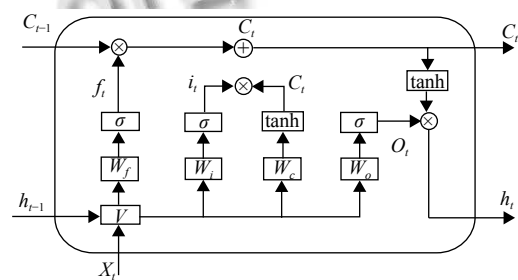 C_{t-1} C_t C_t
× +
tanh
f_t i_t × C_t
σ σ tanh σ O_t ×
W_f W_i W_c W_o
h_{t-1} V h_t
X_t